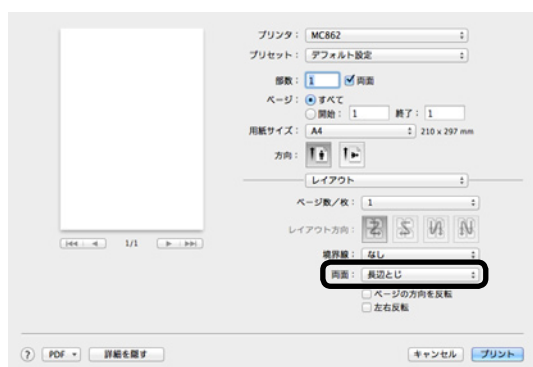 プリンタ： MC862
プリセット： デフォルト設定
部数： 1 両面
ページ： すべて
開始： 1 終了： 1
用紙サイズ： A4 210 x 297 mm
方向：
レイアウト
ページ数／枚： 1
レイアウト方向：
境界線： なし
両面： 長辺とじ
ページの方向を反転
左右反転
1/1
? PDF 詳細を隠す キャンセル プリント